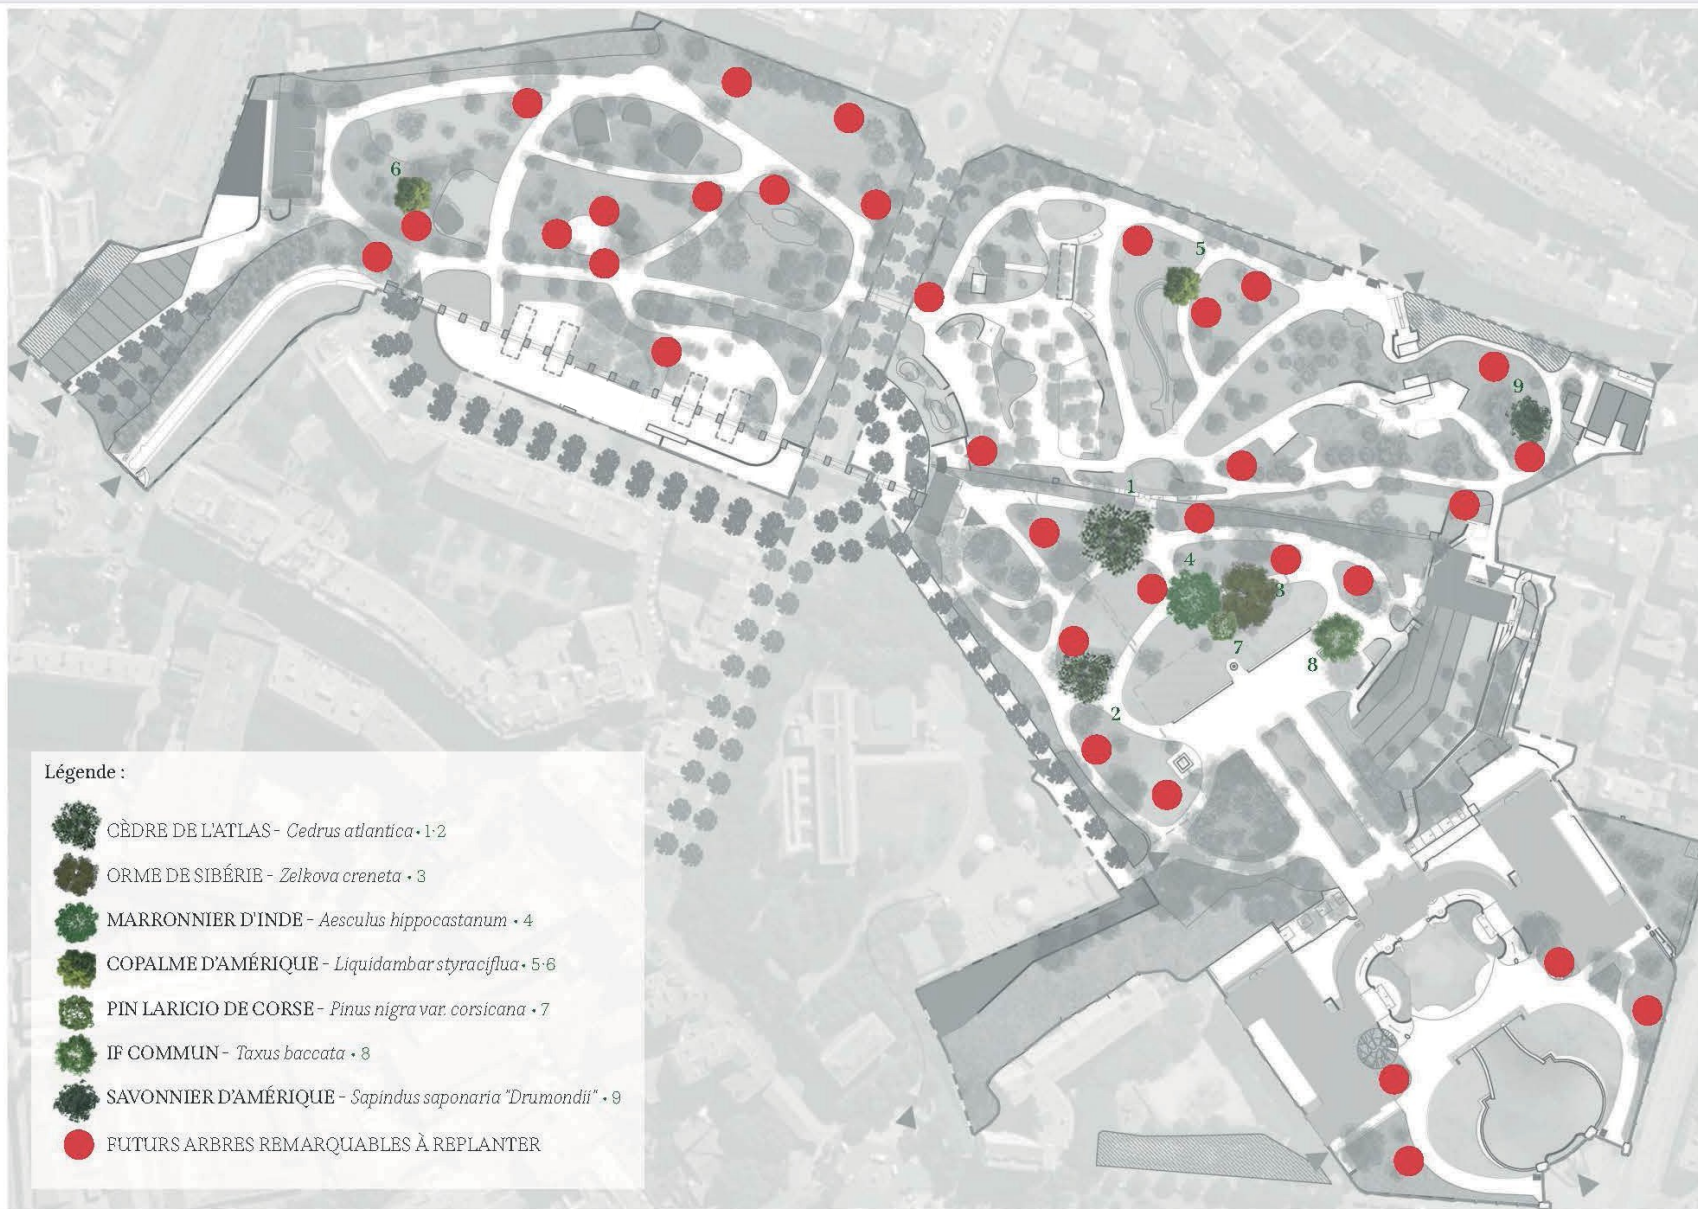 6
5
9
1
4
3
7
8
2
Légende :
CÈDRE DE L'ATLAS - Cedrus atlantica • 1-2
ORME DE SIBÉRIE - Zelkova creneta • 3
MARRONNIER D'INDE - Aesculus hippocastanum • 4
COPALME D'AMÉRIQUE - Liquidambar styraciflua • 5-6
PIN LARICIO DE CORSE - Pinus nigra var. corsicana • 7
IF COMMUN - Taxus baccata • 8
SAVONNIER D'AMÉRIQUE - Sapindus saponaria "Drumondii" • 9
FUTURS ARBRES REMARQUABLES À REPLANTER